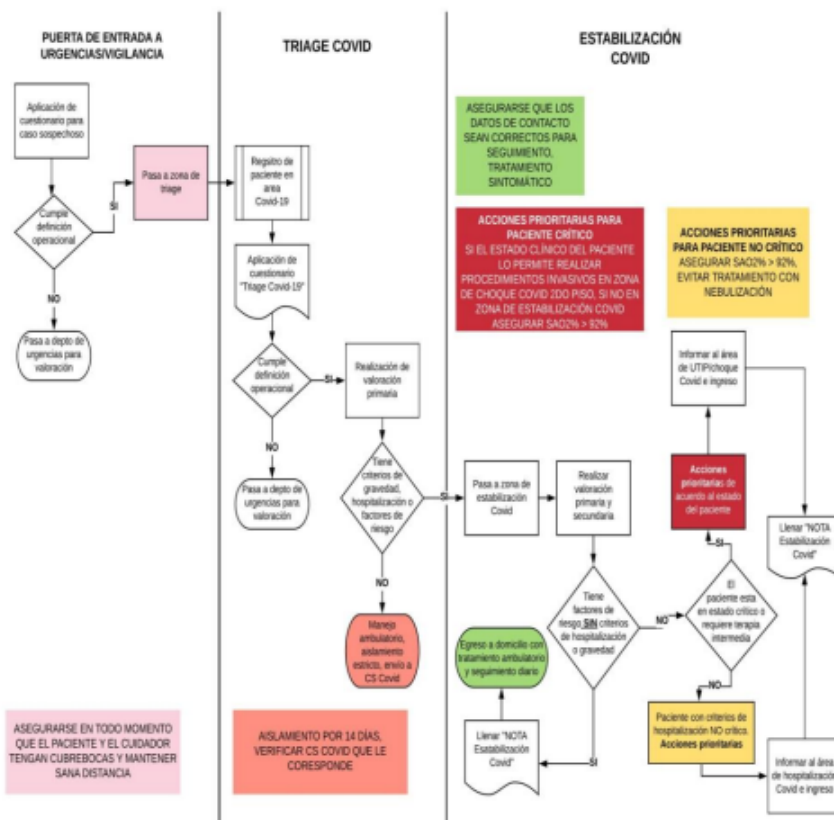 PUERTA DE ENTRADA A
URGENCIAS/VIGILANCIA
Aplicación de
cuestionario para
caso sospechoso
Cumple
definición
operacional
SI
NO
Pasa a zona de
triage
Pasa a depto de
urgencias para
valoración
ASEGURARSE EN TODO MOMENTO
QUE EL PACIENTE Y EL CUIDADOR
TENGAN CUBREBOCAS Y MANTENER
SANA DISTANCIA
TRIAGE COVID
Registro de
paciente en
area
Covid-19
Aplicación de
cuestionario
"Triage Covid-19"
Cumple
definición
operacional
SI
NO
Pasa a depto de
urgencias para
valoración
Realización de
valoración
primaria
Tiene
criterios de
gravedad,
hospitalización o
factores de
riesgo
SI
NO
Manejo
ambulatorio,
aislamiento
estricto, envío a
CS Covid
AISLAMIENTO POR 14 DÍAS,
VERIFICAR CS COVID QUE LE
CORESPONDE
ESTABILIZACIÓN
COVID
ASEGURARSE QUE LOS
DATOS DE CONTACTO
SEAN CORRECTOS PARA
SEGUIMIENTO,
TRATAMIENTO
SINTOMÁTICO
ACCIONES PRIORITARIAS PARA
PACIENTE CRÍTICO
SI EL ESTADO CLÍNICO DEL PACIENTE
LO PERMITE REALIZAR
PROCEDIMIENTOS INVASIVOS EN ZONA
DE CHOQUE COVID 2DO PISO, SI NO EN
ZONA DE ESTABILIZACIÓN COVID
ASEGURAR SAO2% > 92%
ACCIONES PRIORITARIAS
PARA PACIENTE NO CRÍTICO
ASEGURAR SAO2% > 92%,
EVITAR TRATAMIENTO CON
NEBULIZACIÓN
Pasa a zona de
estabilización
Covid
Realizar
valoración
primaria y
secundaria
Tiene
factores de
riesgo SIN criterios
de hospitalización
o gravedad
SI
NO
Llenar "NOTA
Esatabilización
Covid"
Egreso a domicilio con
tratamiento ambulatorio
y seguimiento diario
El
paciente esta
en estado crítico o
requiere terapia
intermedia
SI
NO
Acciones
prioritarias de
acuerdo al estado
del paciente
Informar al área
de UTIP/choque
Covid e ingreso
Llenar "NOTA
Estabilización
Covid"
Paciente con criterios de
hospitalización NO crítico.
Acciones prioritarias
Informar al área
de hospitalización
Covid e ingreso